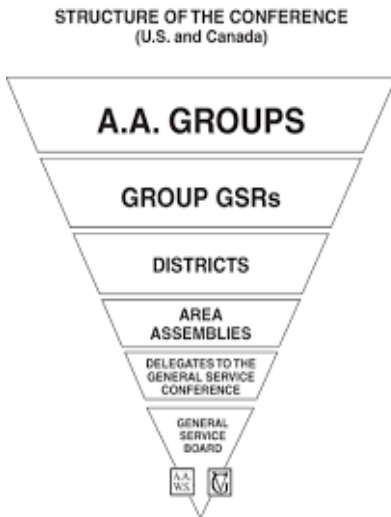 STRUCTURE OF THE CONFERENCE
(U.S. and Canada)
A.A. GROUPS
GROUP GSRs
DISTRICTS
AREA
ASSEMBLIES
DELEGATES TO THE
GENERAL SERVICE
CONFERENCE
GENERAL
SERVICE
BOARD
A.A.
W.S.